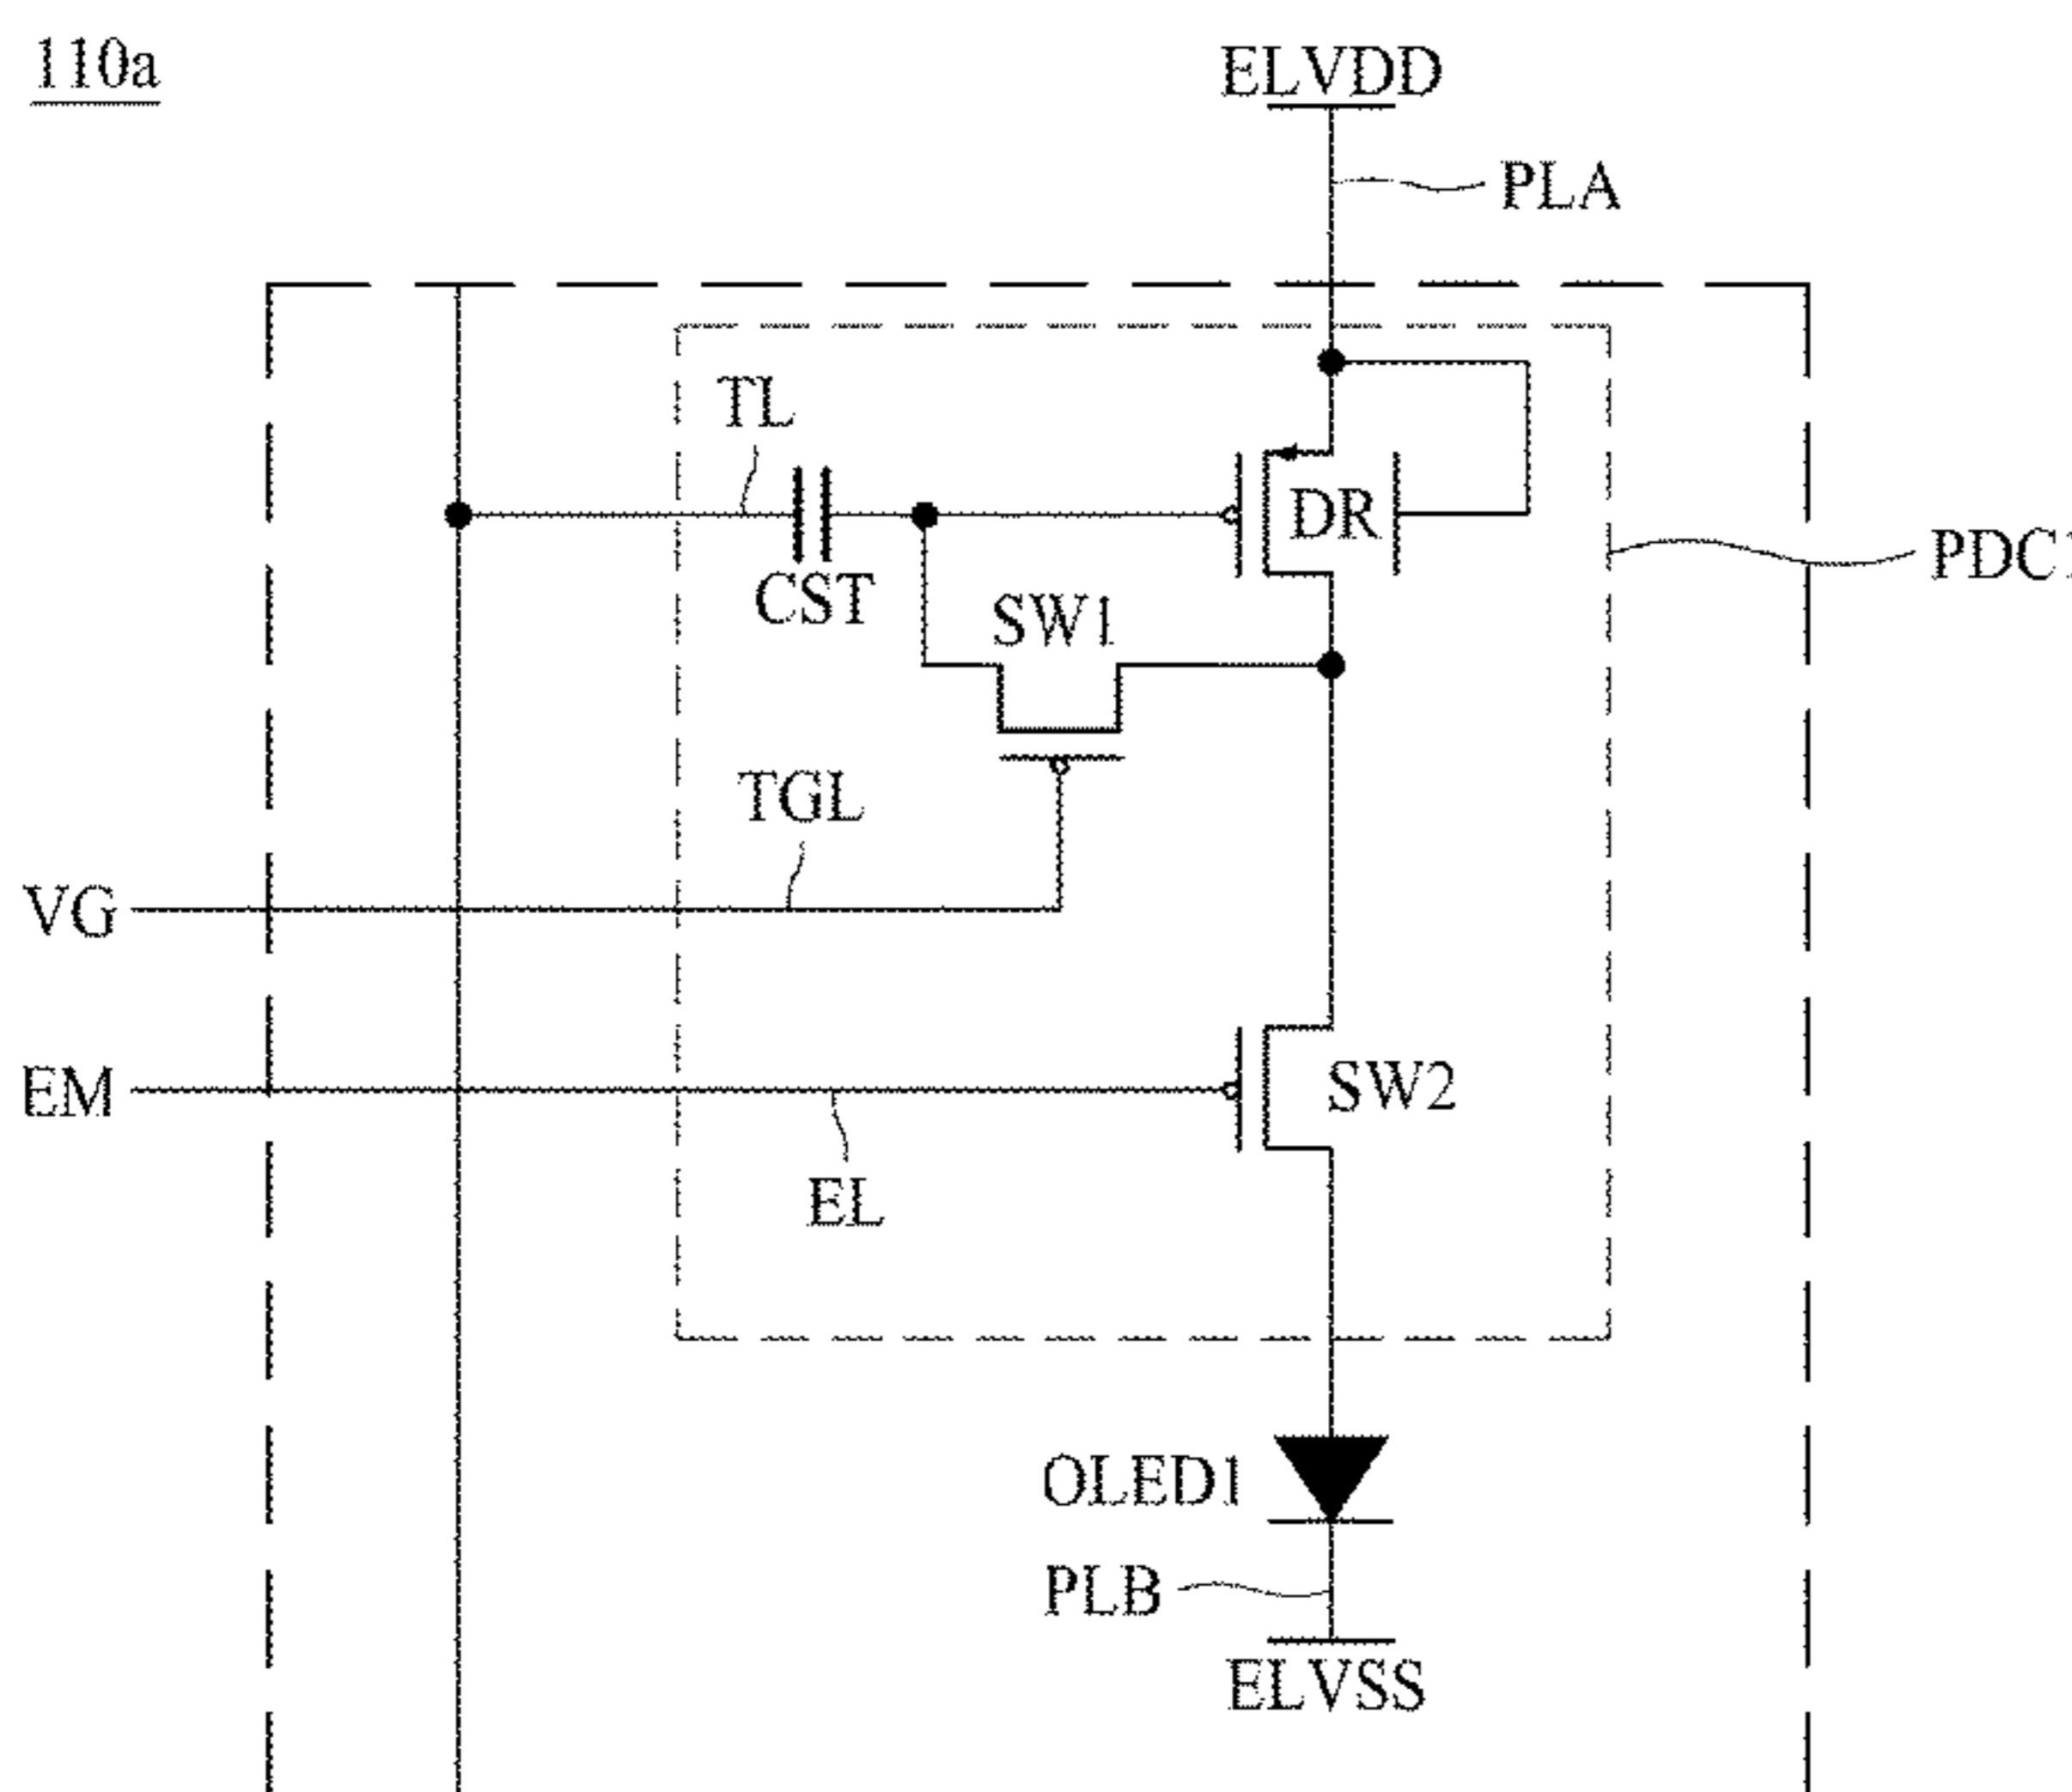 110a
ELVDD
PLA
TL
DR
PDC1
CST
SW1
TGL
VG
EM
SW2
EL
OLED1
PLB
ELVSS